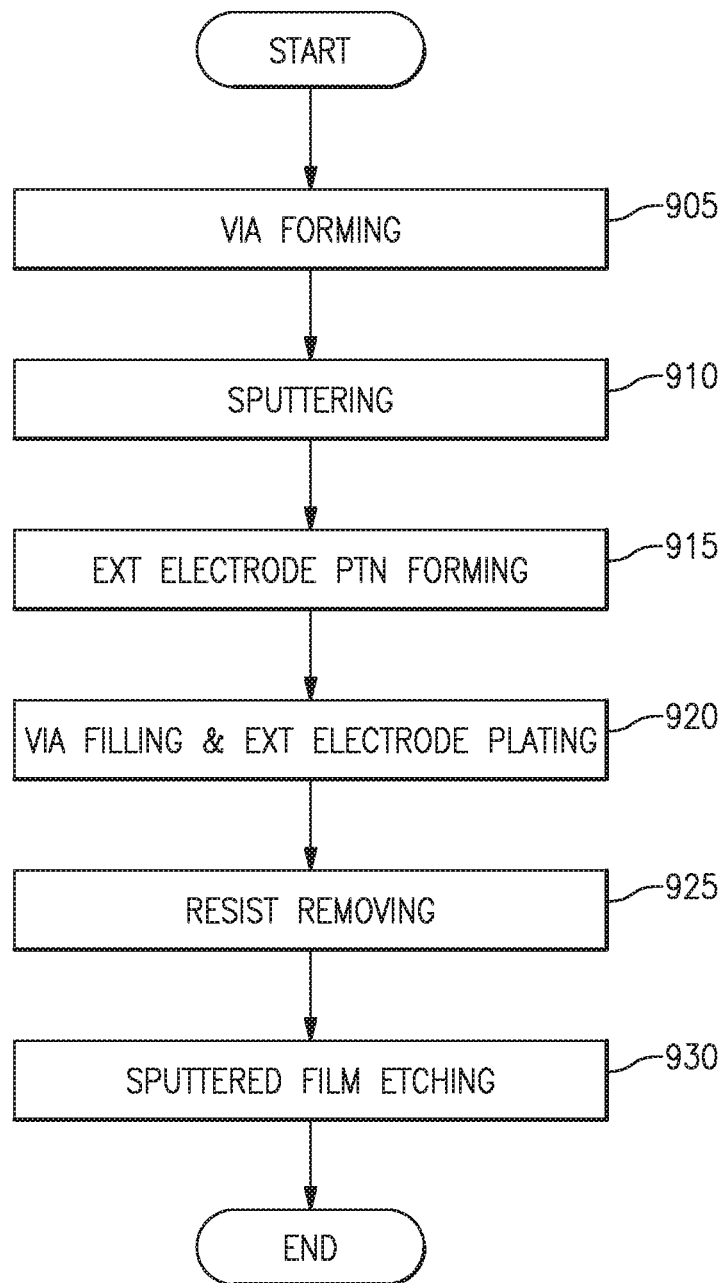 START
VIA FORMING
905
SPUTTERING
910
EXT ELECTRODE PTN FORMING
915
VIA FILLING & EXT ELECTRODE PLATING
920
RESIST REMOVING
925
SPUTTERED FILM ETCHING
930
END